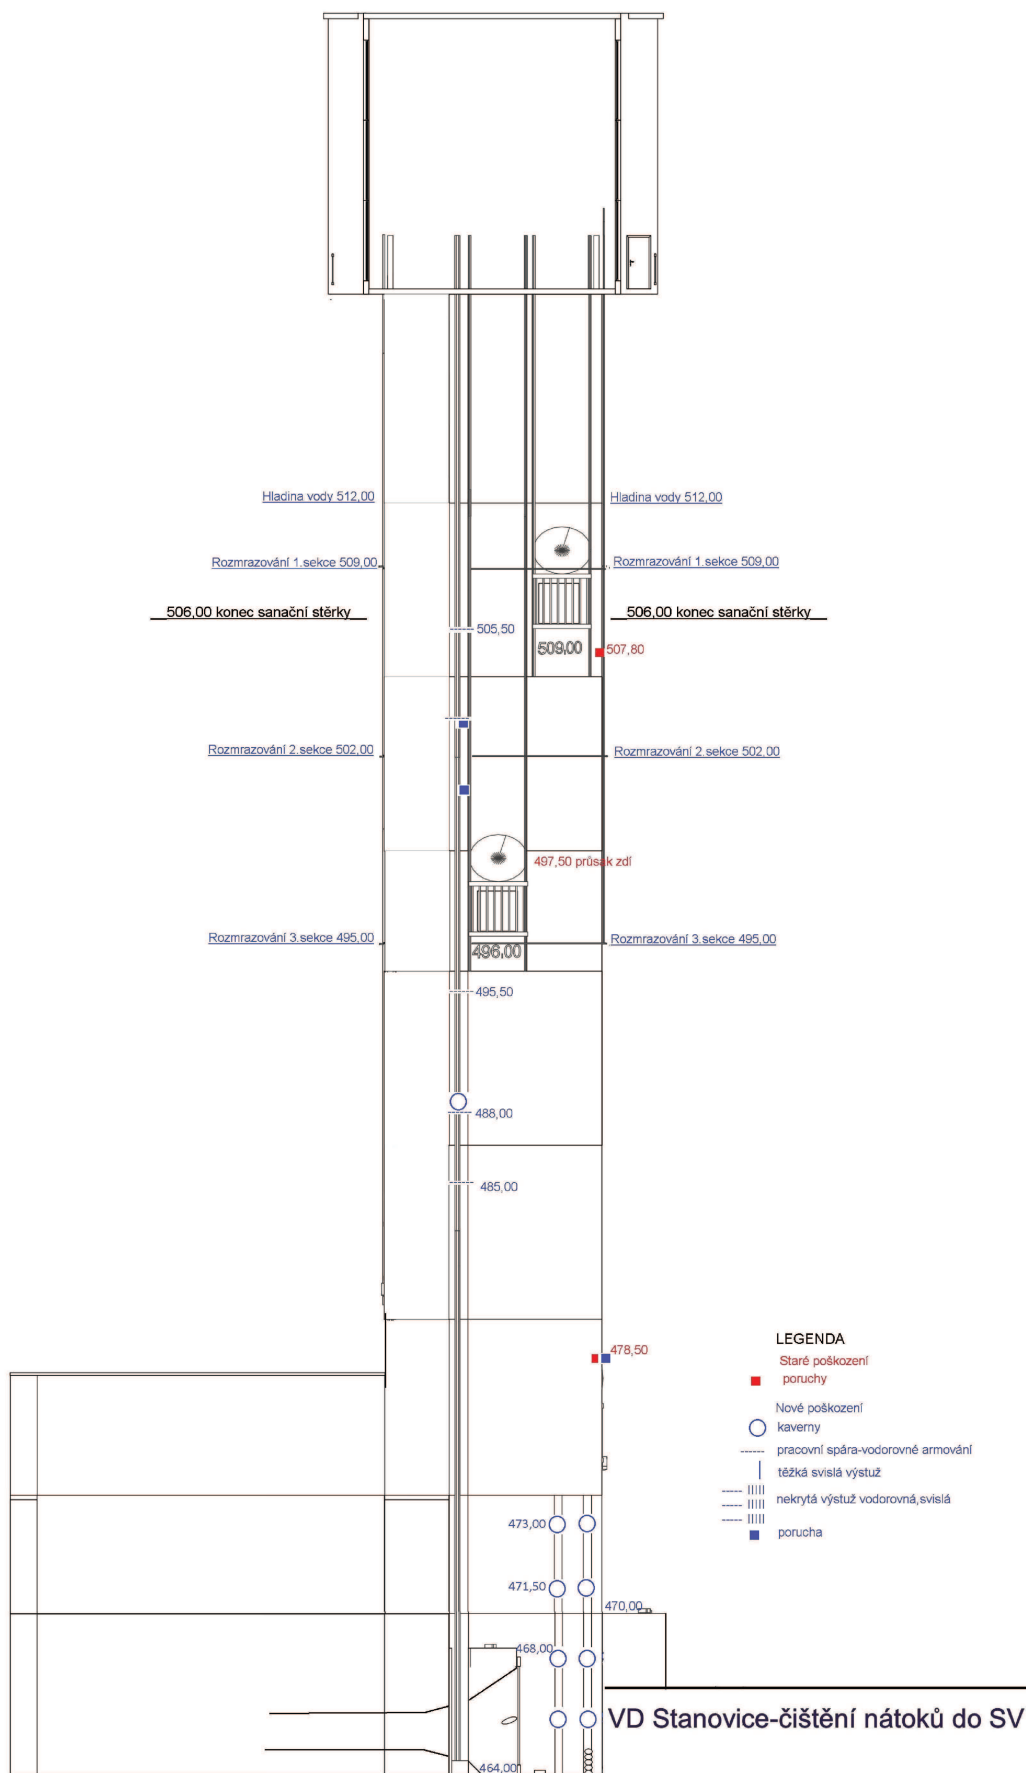 Hladina vody 512,00
Hladina vody 512,00
Rozmrazování 1.sekce 509,00
Rozmrazování 1.sekce 509,00
506,00 konec sanační stěrky
506,00 konec sanační stěrky
505,50
509,00
507,80
Rozmrazování 2.sekce 502,00
Rozmrazování 2.sekce 502,00
497,50 průsak zdí
Rozmrazování 3.sekce 495,00
Rozmrazování 3.sekce 495,00
496,00
495,50
488,00
485,00
478,50
LEGENDA
Staré poškození
poruchy
Nové poškození
kaverny
pracovní spára-vodorovné armování
těžká svislá výstuž
nekrytá výstuž vodorovná,svislá
porucha
473,00
471,50
470,00
468,00
VD Stanovice-čištění nátoků do SV
464,00